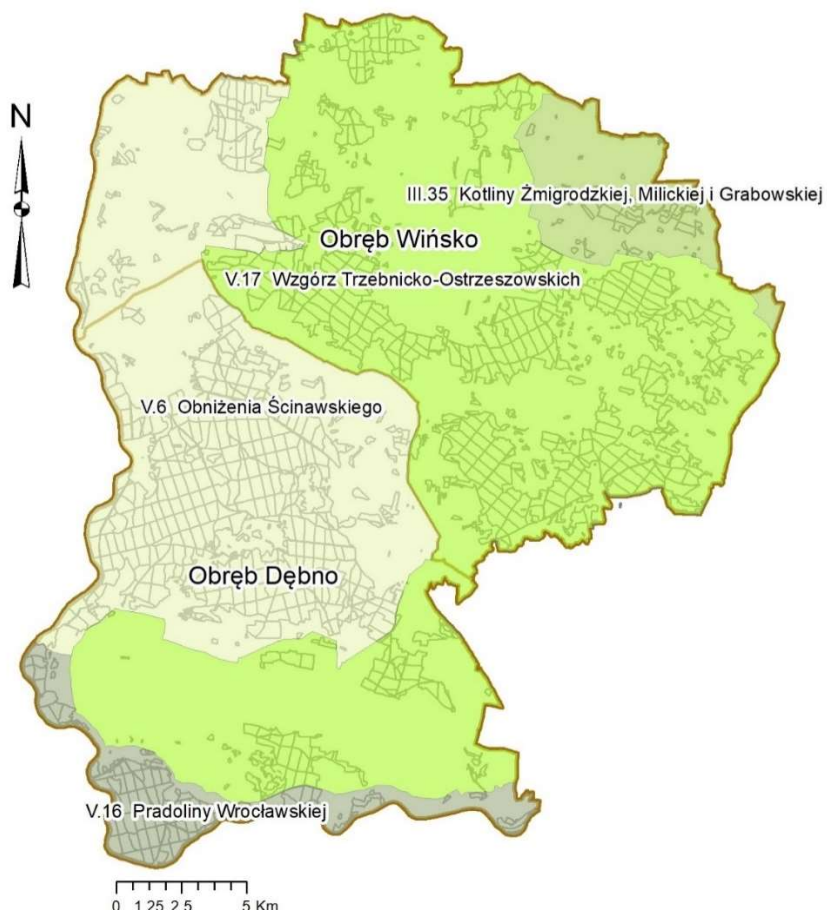 N
III.35 Kotliny Żmigrodzkiej, Milickiej i Grabowskiej
Obręb Wińsko
V.17 Wzgórz Trzebnicko-Ostrzeszowskich
V.6 Obniżenia Ścinawskiego
Obręb Dębno
V.16 Pradoliny Wrocławskiej
0 1,25 2,5 5 Km